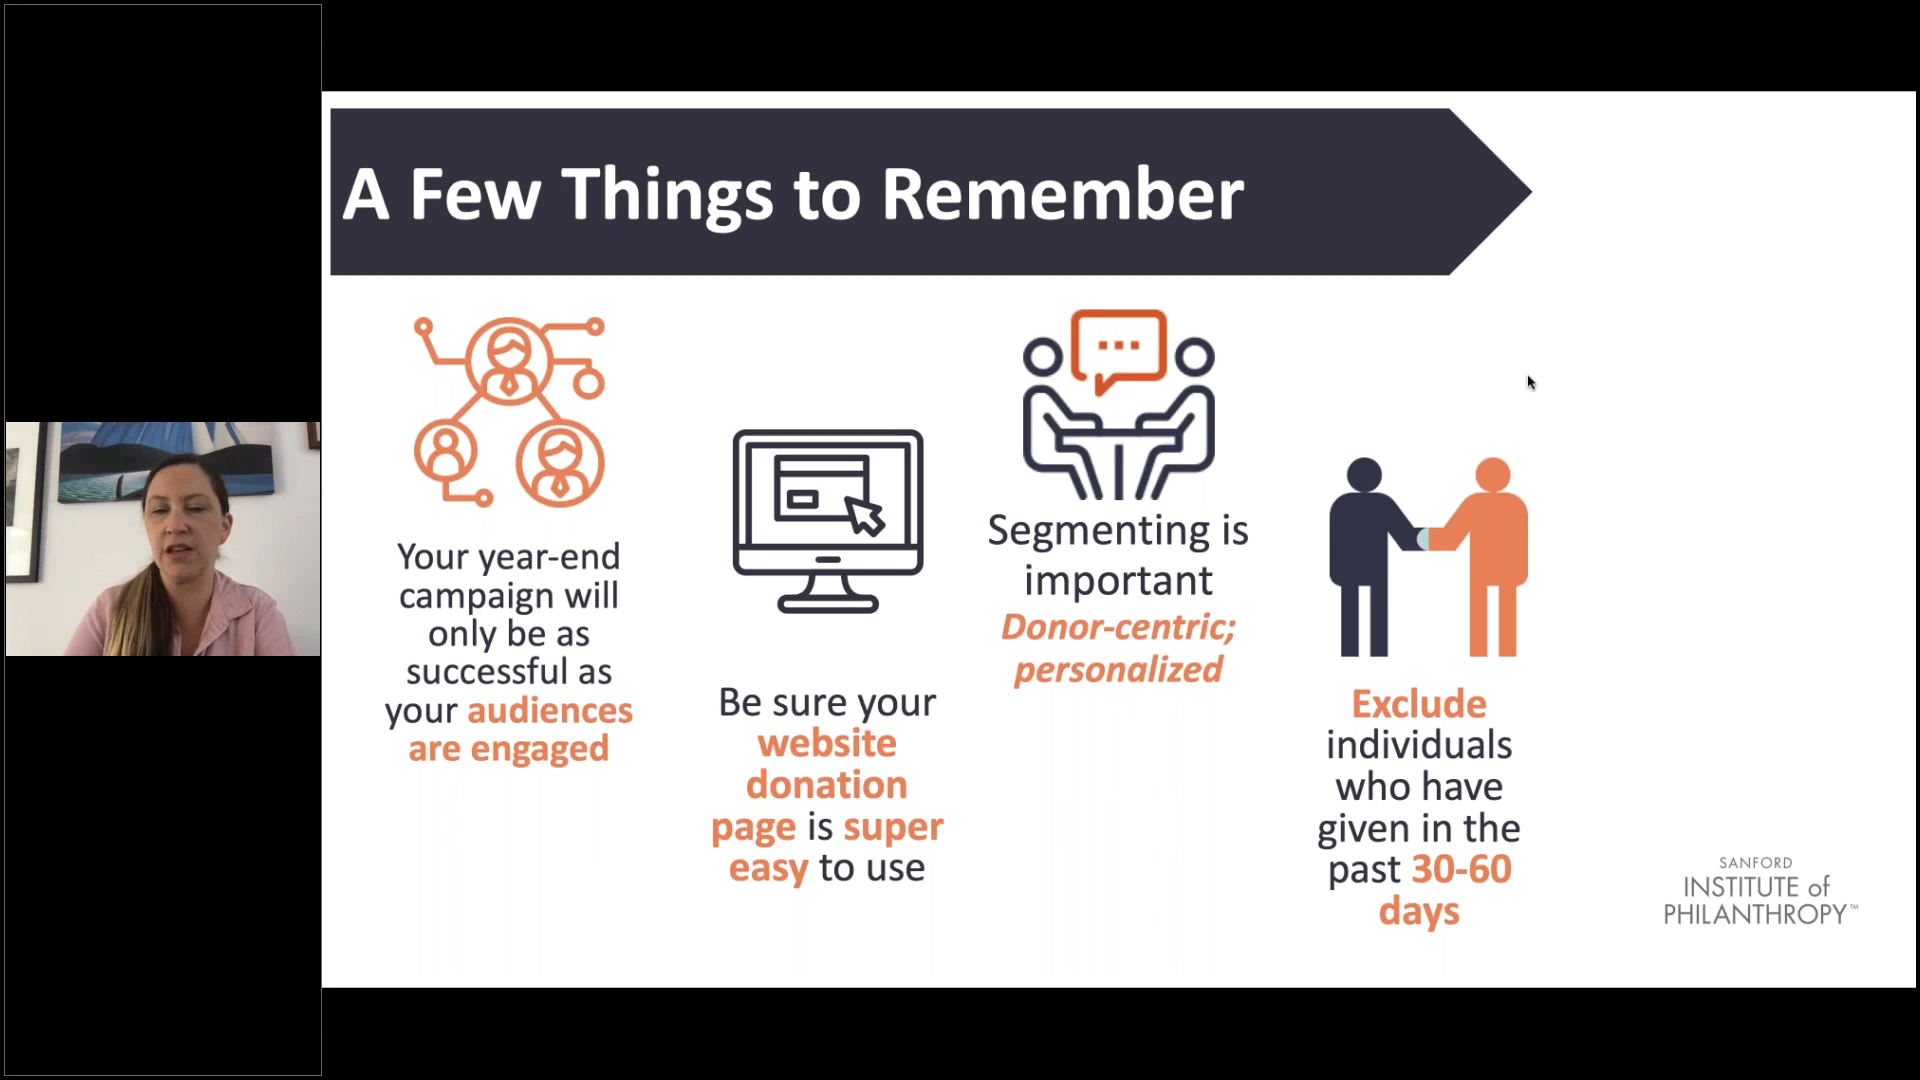 A Few Things to Remember
Your year-end
campaign will
only be as
successful as
your audiences
are engaged
Be sure your
website
donation
page is super
easy to use
Segmenting is
important
Donor-centric;
personalized
Exclude
individuals
who have
given in the
past 30-60
days
SANFORD
INSTITUTE of
PHILANTHROPY™